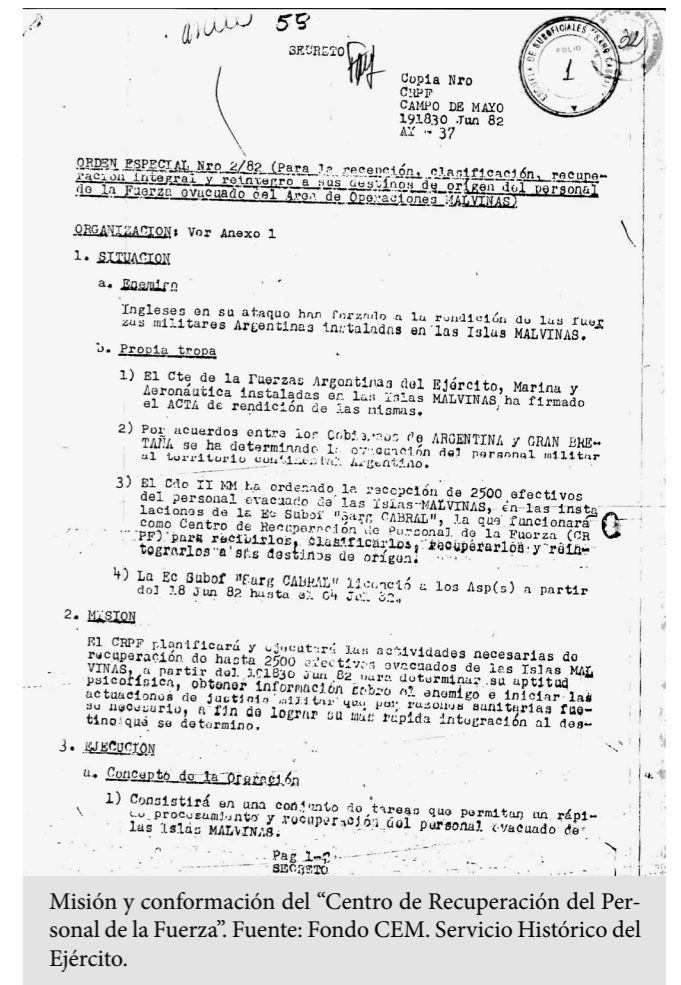 anexo 58
SECRETO
ESCUELA DE SUBOFICIALES "SARG CABRAL"
FOLIO
1
32
Copia Nro
CRPF
CAMPO DE MAYO
191830 Jun 82
AX - 37
ORDEN ESPECIAL Nro 2/82 (Para la recepción, clasificación, recupe-
ración integral y reintegro a sus destinos de origen del personal
de la Fuerza evacuado del Area de Operaciones MALVINAS)
ORGANIZACION: Ver Anexo 1
1. SITUACION
a. Enemigo
Ingleses en su ataque han forzado a la rendición de las fuer
zas militares Argentinas instaladas en las Islas MALVINAS.
b. Propia tropa
1) El Cte de la Fuerzas Argentinas del Ejército, Marina y
Aeronáutica instaladas en las Islas MALVINAS, ha firmado
el ACTA de rendición de las mismas.
2) Por acuerdos entre los Gobiernos de ARGENTINA y GRAN BRE-
TAÑA se ha determinado la evacuación del personal militar
al territorio continental Argentino.
3) El Cdo II MM ha ordenado la recepción de 2500 efectivos
del personal evacuado de las Islas MALVINAS, en las insta
laciones de la Ec Subof "Sarg CABRAL", la que funcionará
como Centro de Recuperación de Personal de la Fuerza (CR
PF) para recibirlos, clasificarlos, recuperarlos y rein-
tegrarlos a sus destinos de origen.
4) La Ec Subof "Sarg CABRAL" licenció a los Asp(s) a partir
del 18 Jun 82 hasta el 04 Jul 82.
2. MISION
El CRPF planificará y ejecutará las actividades necesarias de
recuperación de hasta 2500 efectivos evacuados de las Islas MAL
VINAS, a partir del 191830 Jun 82 para determinar su aptitud
psicofísica, obtener información sobre el enemigo e iniciar las
actuaciones de justicia militar que por razones sanitarias fue-
se necesario, a fin de lograr su más rápida integración al des-
tino que se determine.
3. EJECUCION
a. Concepto de la Operación
1) Consistirá en una conjunto de tareas que permitan un rápi-
do procesamiento y recuperación del personal evacuado de
las Islas MALVINAS.
Pag 1-
SECRETO
Misión y conformación del “Centro de Recuperación del Per-
sonal de la Fuerza”. Fuente: Fondo CEM. Servicio Histórico del
Ejército.